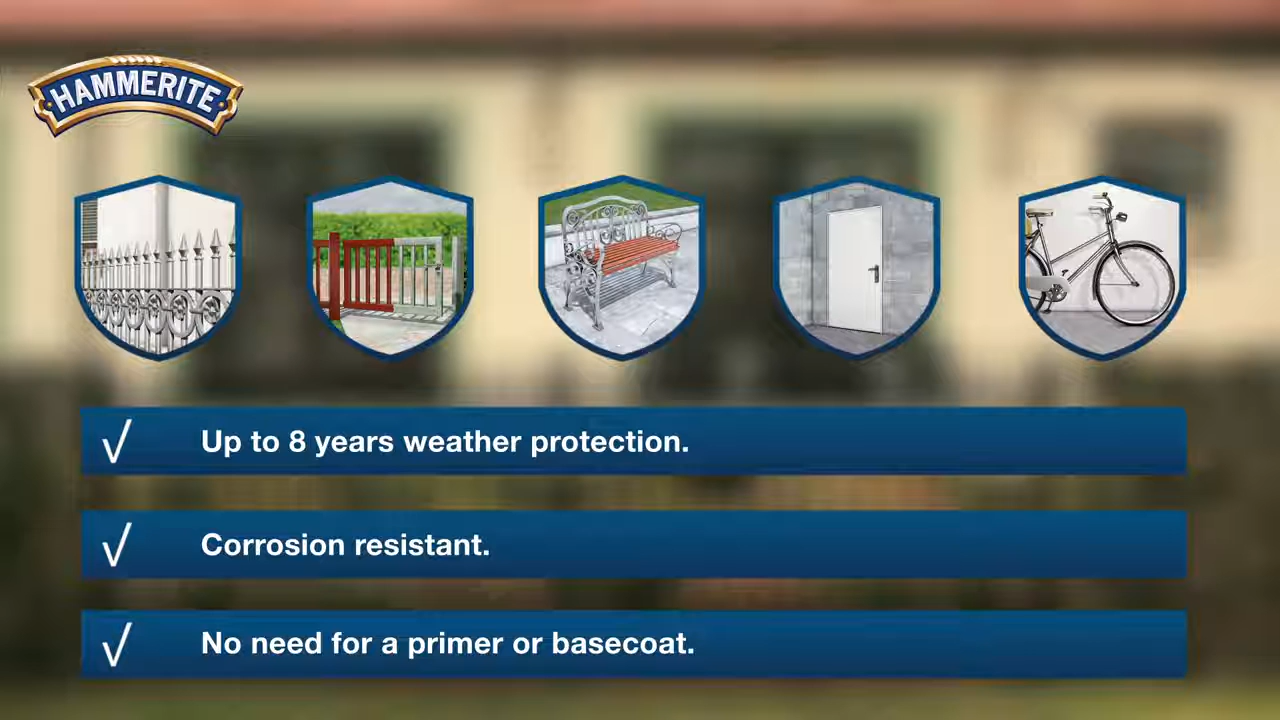 HAMMERITE
Up to 8 years weather protection.
Corrosion resistant.
No need for a primer or basecoat.